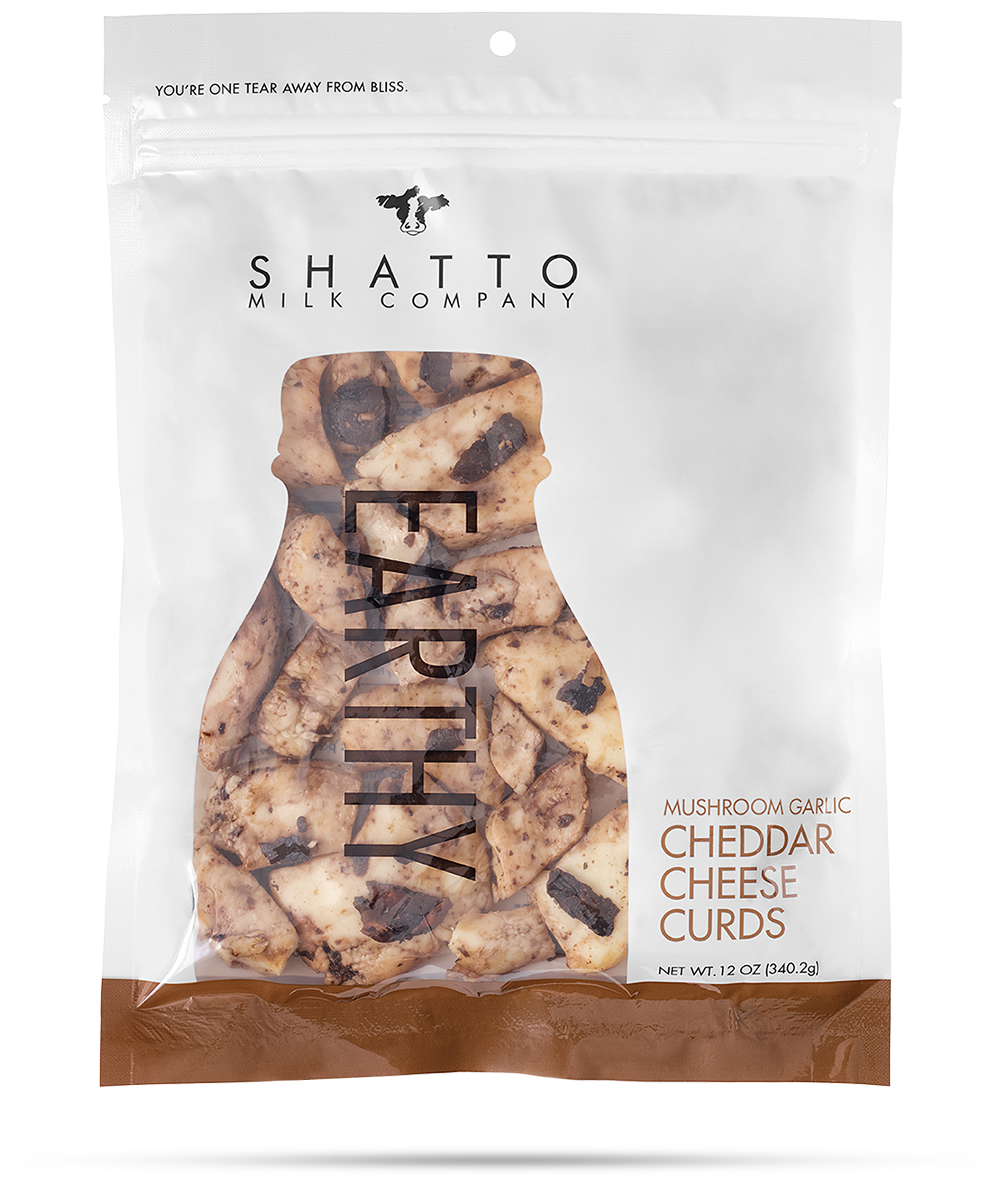 YOU'RE ONE TEAR AWAY FROM BLISS.
SHATTO
MILK COMPANY
EARTHY
MUSHROOM GARLIC
CHEDDAR
CHEESE
CURDS
NET WT. 12 OZ (340.2g)